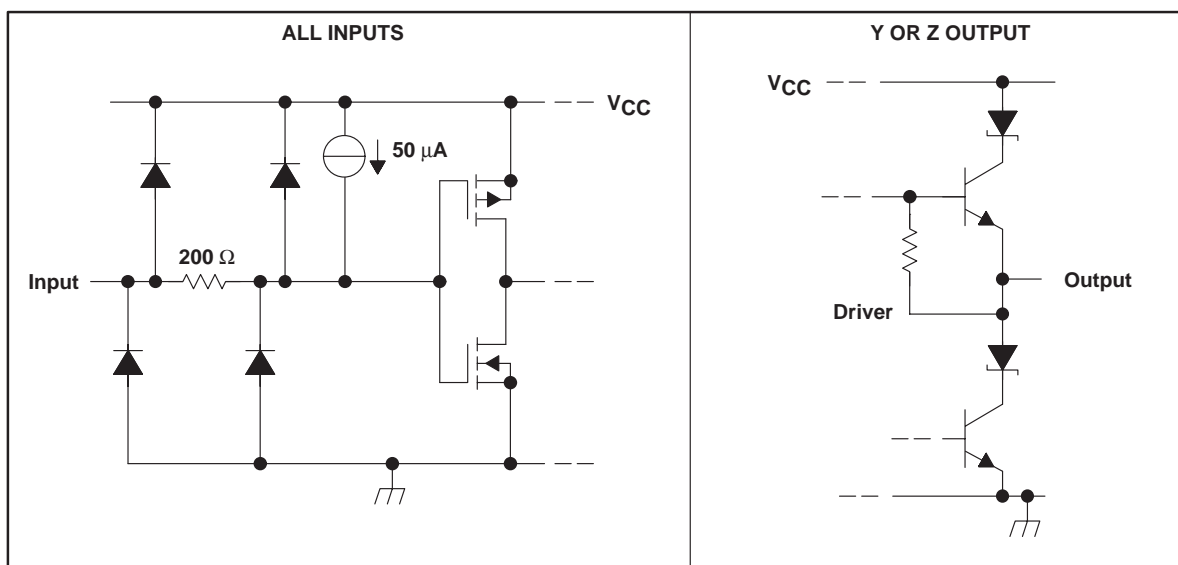 ALL INPUTS
VCC
50 μA
200 Ω
Input
Y OR Z OUTPUT
VCC
Output
Driver